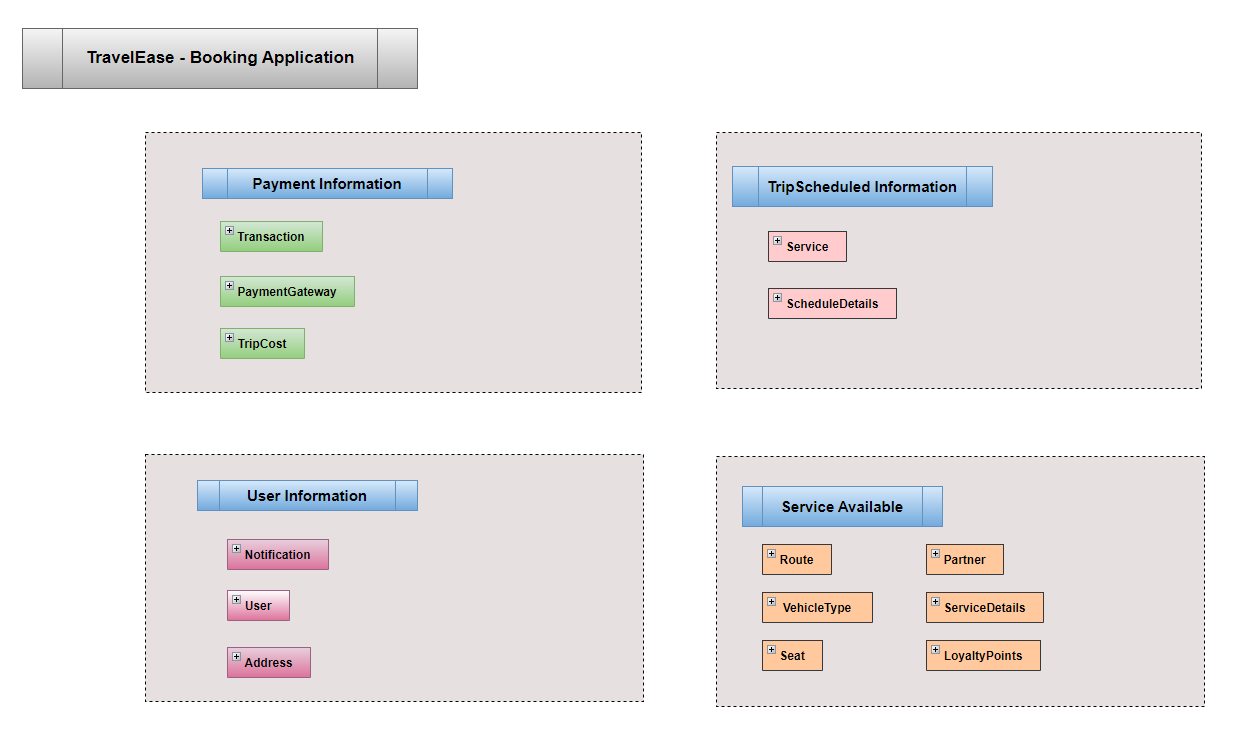 TravelEase - Booking Application
Payment Information
Transaction
PaymentGateway
TripCost
TripScheduled Information
Service
ScheduleDetails
User Information
Notification
User
Address
Service Available
Route
Partner
VehicleType
ServiceDetails
Seat
LoyaltyPoints